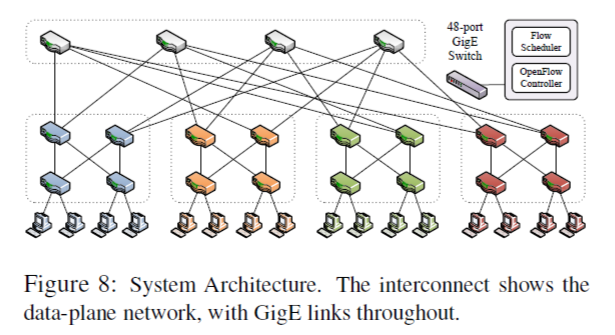 48-port
GigE
Switch
Flow
Scheduler
OpenFlow
Controller
Figure 8: System Architecture. The interconnect shows the
data-plane network, with GigE links throughout.